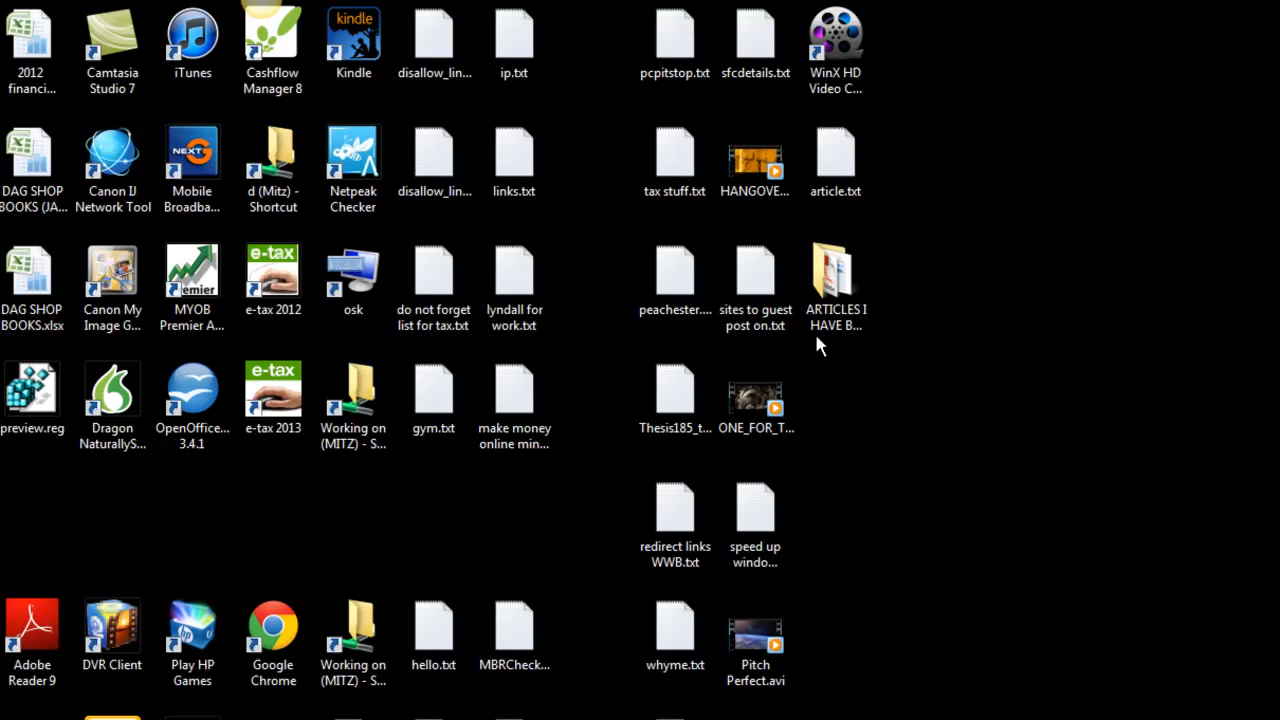 2012
financi...
Camtasia
Studio 7
iTunes
Cashflow
Manager 8
kindle
Kindle
disallow_lin...
ip.txt
pcpitstop.txt
sfcdetails.txt
WinX HD
Video C...
DAG SHOP
BOOKS (JA...
Canon IJ
Network Tool
NEXT G
Mobile
Broadba...
d (Mitz) -
Shortcut
Netpeak
Checker
disallow_lin...
links.txt
tax stuff.txt
HANGOVE...
article.txt
DAG SHOP
BOOKS.xlsx
Canon My
Image G...
emier
MYOB
Premier A...
e-tax
e-tax 2012
osk
do not forget
list for tax.txt
lyndall for
work.txt
peachester....
sites to guest
post on.txt
ARTICLES I
HAVE B...
preview.reg
Dragon
NaturallyS...
OpenOffice...
3.4.1
e-tax
e-tax 2013
Working on
(MITZ) - S...
gym.txt
make money
online min...
Thesis185_t...
ONE_FOR_T...
redirect links
WWB.txt
speed up
windo...
Adobe
Reader 9
DVR Client
hp
Play HP
Games
Google
Chrome
Working on
(MITZ) - S...
hello.txt
MBRCheck...
whyme.txt
Pitch
Perfect.avi